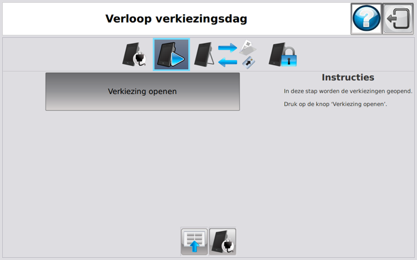 Verloop verkiezingsdag
Verkiezing openen
Instructies
In deze stap worden de verkiezingen geopend.
Druk op de knop 'Verkiezing openen'.